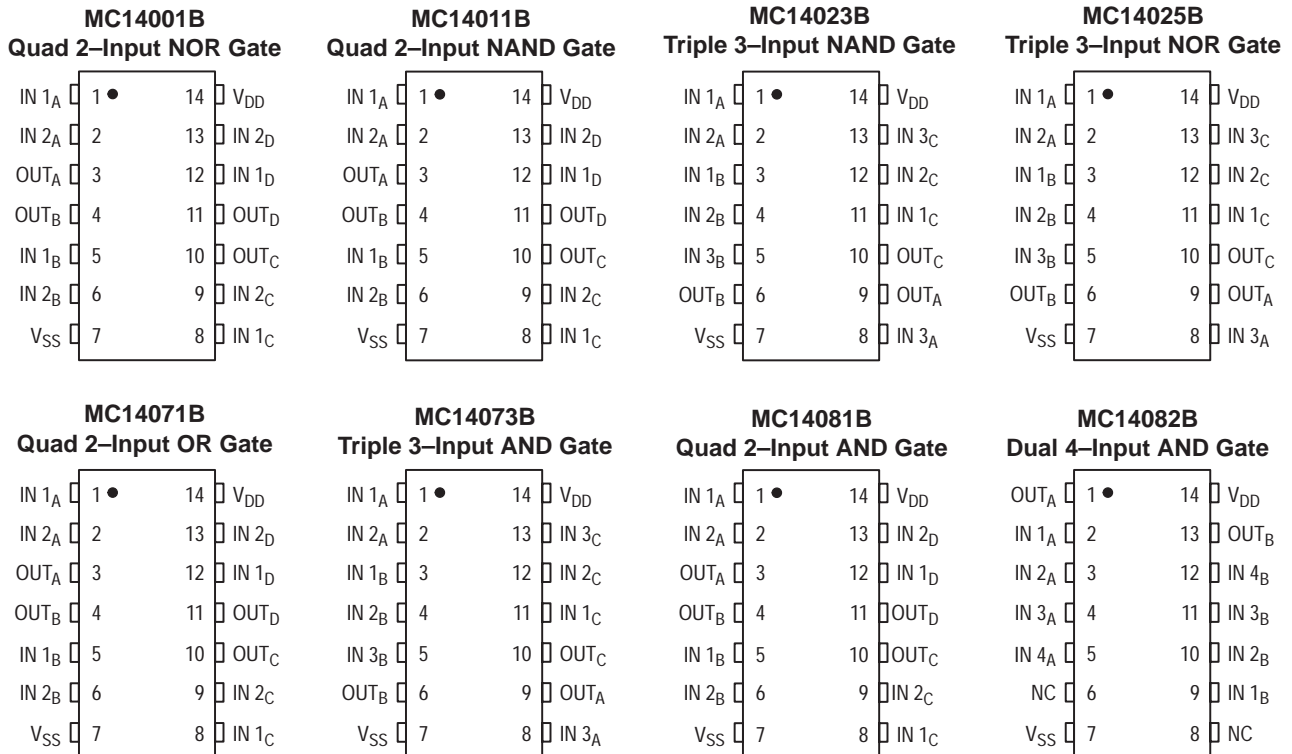 MC14001B
Quad 2–Input NOR Gate
IN 1A 1 14 VDD
IN 2A 2 13 IN 2D
OUTA 3 12 IN 1D
OUTB 4 11 OUTD
IN 1B 5 10 OUTC
IN 2B 6 9 IN 2C
VSS 7 8 IN 1C
MC14011B
Quad 2–Input NAND Gate
IN 1A 1 14 VDD
IN 2A 2 13 IN 2D
OUTA 3 12 IN 1D
OUTB 4 11 OUTD
IN 1B 5 10 OUTC
IN 2B 6 9 IN 2C
VSS 7 8 IN 1C
MC14023B
Triple 3–Input NAND Gate
IN 1A 1 14 VDD
IN 2A 2 13 IN 3C
IN 1B 3 12 IN 2C
IN 2B 4 11 IN 1C
IN 3B 5 10 OUTC
OUTB 6 9 OUTA
VSS 7 8 IN 3A
MC14025B
Triple 3–Input NOR Gate
IN 1A 1 14 VDD
IN 2A 2 13 IN 3C
IN 1B 3 12 IN 2C
IN 2B 4 11 IN 1C
IN 3B 5 10 OUTC
OUTB 6 9 OUTA
VSS 7 8 IN 3A
MC14071B
Quad 2–Input OR Gate
IN 1A 1 14 VDD
IN 2A 2 13 IN 2D
OUTA 3 12 IN 1D
OUTB 4 11 OUTD
IN 1B 5 10 OUTC
IN 2B 6 9 IN 2C
VSS 7 8 IN 1C
MC14073B
Triple 3–Input AND Gate
IN 1A 1 14 VDD
IN 2A 2 13 IN 3C
IN 1B 3 12 IN 2C
IN 2B 4 11 IN 1C
IN 3B 5 10 OUTC
OUTB 6 9 OUTA
VSS 7 8 IN 3A
MC14081B
Quad 2–Input AND Gate
IN 1A 1 14 VDD
IN 2A 2 13 IN 2D
OUTA 3 12 IN 1D
OUTB 4 11 OUTD
IN 1B 5 10 OUTC
IN 2B 6 9 IN 2C
VSS 7 8 IN 1C
MC14082B
Dual 4–Input AND Gate
OUTA 1 14 VDD
IN 1A 2 13 OUTB
IN 2A 3 12 IN 4B
IN 3A 4 11 IN 3B
IN 4A 5 10 IN 2B
NC 6 9 IN 1B
VSS 7 8 NC